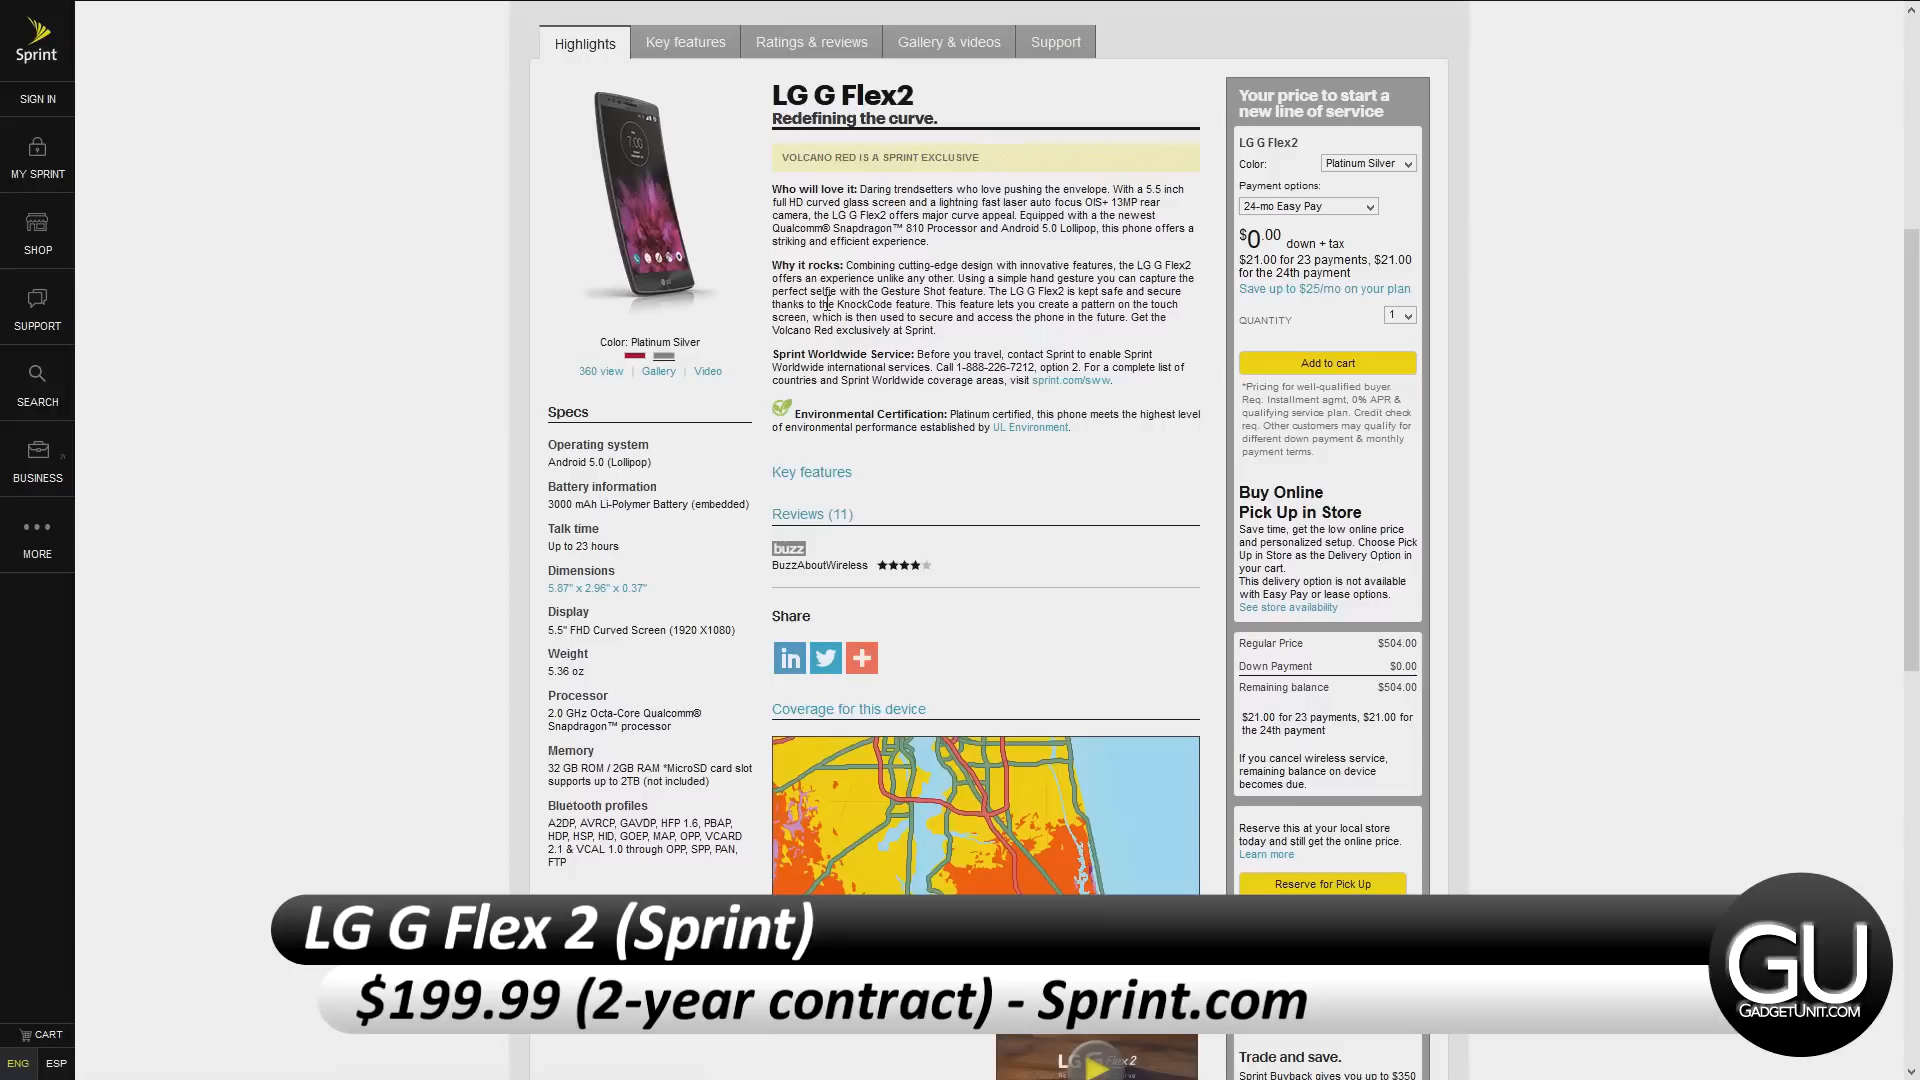 Sprint
SIGN IN
MY SPRINT
SHOP
SUPPORT
SEARCH
BUSINESS
MORE
CART
ENG ESP
Highlights
Key features
Ratings & reviews
Gallery & videos
Support
7:00
LG
Color: Platinum Silver
360 view | Gallery | Video
Specs
Operating system
Android 5.0 (Lollipop)
Battery information
3000 mAh Li-Polymer Battery (embedded)
Talk time
Up to 23 hours
Dimensions
5.87" x 2.96" x 0.37"
Display
5.5" FHD Curved Screen (1920 X1080)
Weight
5.36 oz
Processor
2.0 GHz Octa-Core Qualcomm®
Snapdragon™ processor
Memory
32 GB ROM / 2GB RAM *MicroSD card slot
supports up to 2TB (not included)
Bluetooth profiles
A2DP, AVRCP, GAVDP, HFP 1.6, PBAP,
HDP, HSP, HID, GOEP, MAP, OPP, VCARD
2.1 & VCAL 1.0 through OPP, SPP, PAN,
FTP
LG G Flex2
Redefining the curve.
VOLCANO RED IS A SPRINT EXCLUSIVE
Who will love it: Daring trendsetters who love pushing the envelope. With a 5.5 inch
full HD curved glass screen and a lightning fast laser auto focus OIS+ 13MP rear
camera, the LG G Flex2 offers major curve appeal. Equipped with a the newest
Qualcomm® Snapdragon™ 810 Processor and Android 5.0 Lollipop, this phone offers a
striking and efficient experience.
Why it rocks: Combining cutting-edge design with innovative features, the LG G Flex2
offers an experience unlike any other. Using a simple hand gesture you can capture the
perfect selfie with the Gesture Shot feature. The LG G Flex2 is kept safe and secure
thanks to the KnockCode feature. This feature lets you create a pattern on the touch
screen, which is then used to secure and access the phone in the future. Get the
Volcano Red exclusively at Sprint.
Sprint Worldwide Service: Before you travel, contact Sprint to enable Sprint
Worldwide international services. Call 1-888-226-7212, option 2. For a complete list of
countries and Sprint Worldwide coverage areas, visit sprint.com/sww.
Environmental Certification: Platinum certified, this phone meets the highest level
of environmental performance established by UL Environment.
Key features
Reviews (11)
buzz
BuzzAboutWireless
Share
in
Coverage for this device
Your price to start a
new line of service
LG G Flex2
Color: Platinum Silver
Payment options:
24-mo Easy Pay
$0.00 down + tax
$21.00 for 23 payments, $21.00
for the 24th payment
Save up to $25/mo on your plan
QUANTITY 1
Add to cart
*Pricing for well-qualified buyer.
Req. Installment agmt, 0% APR &
qualifying service plan. Credit check
req. Other customers may qualify for
different down payment & monthly
payment terms.
Buy Online
Pick Up in Store
Save time, get the low online price
and personalized setup. Choose Pick
Up in Store as the Delivery Option in
your cart.
This delivery option is not available
with Easy Pay or lease options.
See store availability
Regular Price $504.00
Down Payment $0.00
Remaining balance $504.00
$21.00 for 23 payments, $21.00 for
the 24th payment
If you cancel wireless service,
remaining balance on device
becomes due.
Reserve this at your local store
today and still get the online price.
Learn more
Reserve for Pick Up
LG G Flex 2 (Sprint)
$199.99 (2-year contract) - Sprint.com
GU
GADGETUNIT.COM
LG G Flex2
Trade and save.
Sprint Buyback gives you up to $350